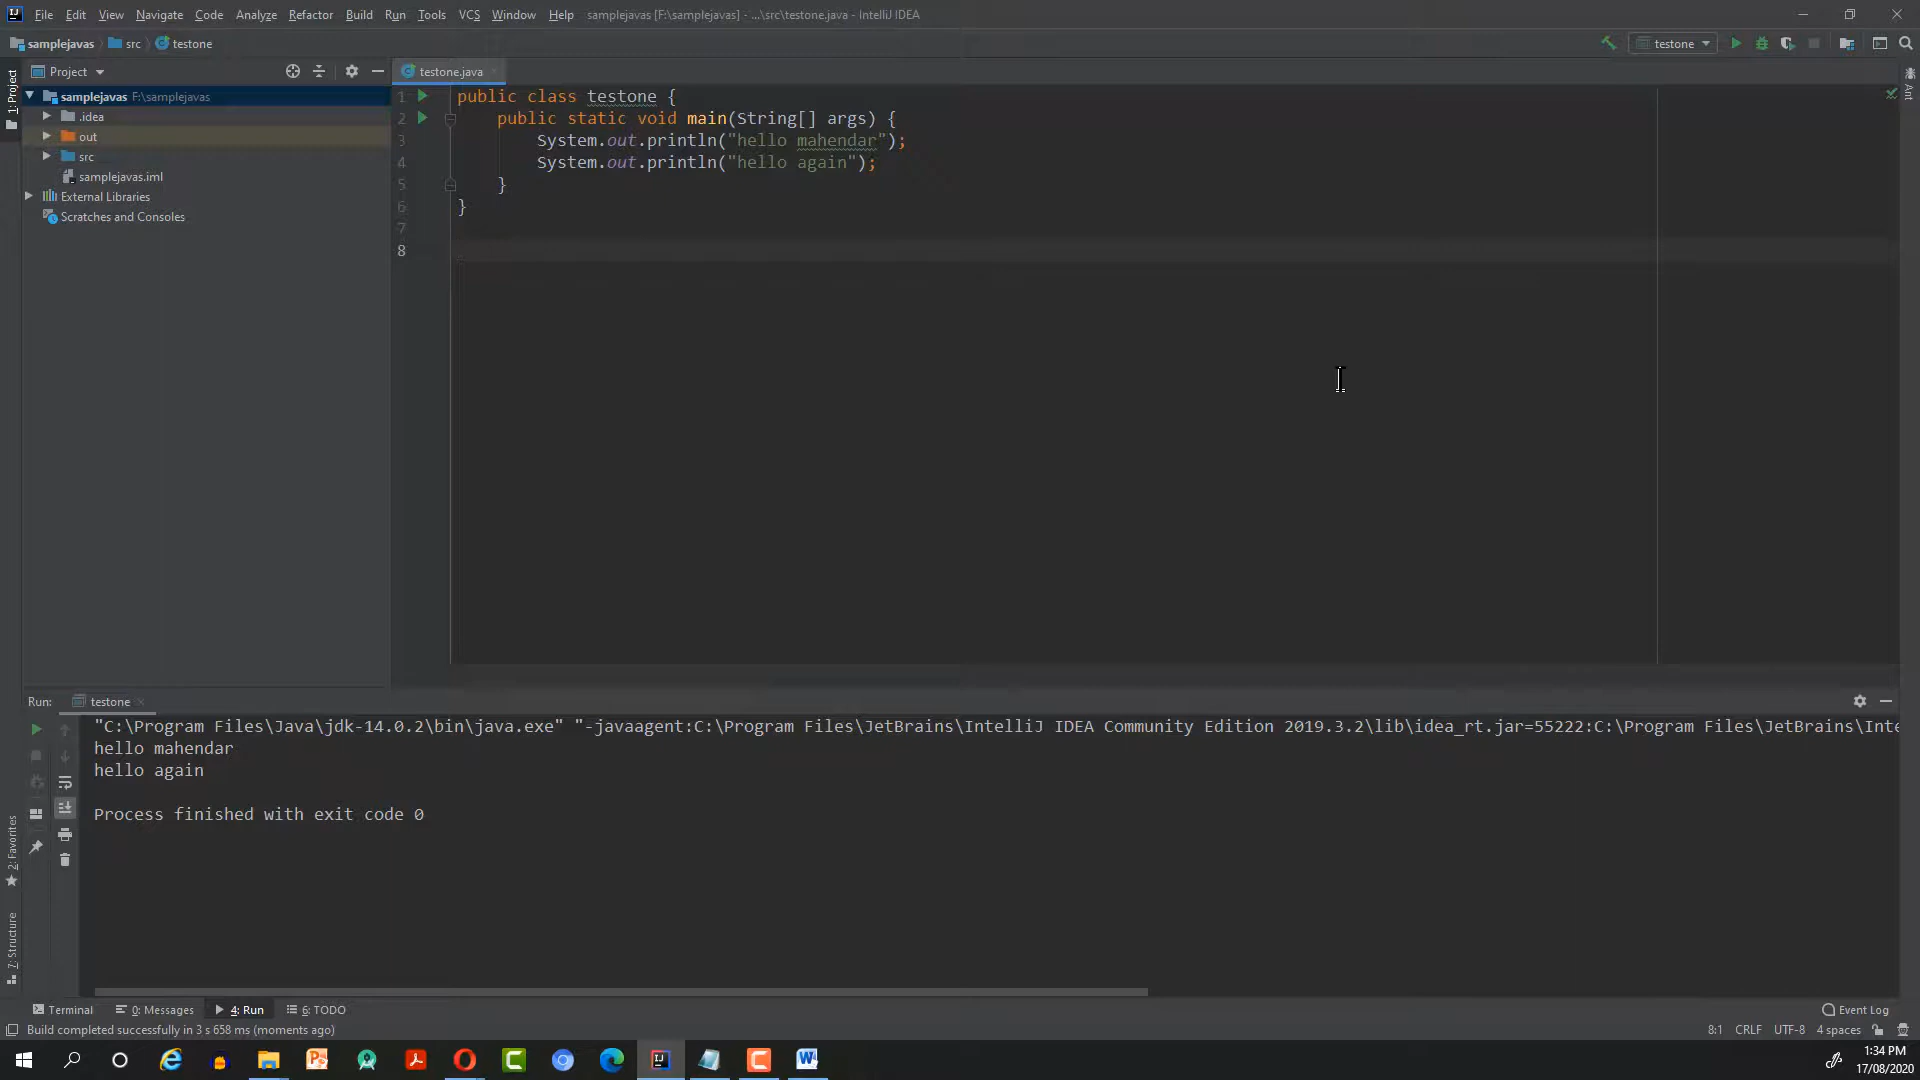 File Edit View Navigate Code Analyze Refactor Build Run Tools VCS Window Help samplejavas [F:\samplejavas] - ...\src\testone.java - IntelliJ IDEA
samplejavas src testone testone
Project
testone.java
1: Project
samplejavas F:\samplejavas
.idea
out
src
samplejavas.iml
External Libraries
Scratches and Consoles
1 public class testone {
2 public static void main(String[] args) {
3 System.out.println("hello mahendar");
4 System.out.println("hello again");
5 }
6 }
7
8
Ant
Run: testone
"C:\Program Files\Java\jdk-14.0.2\bin\java.exe" "-javaagent:C:\Program Files\JetBrains\IntelliJ IDEA Community Edition 2019.3.2\lib\idea_rt.jar=55222:C:\Program Files\JetBrains\Inte
hello mahendar
hello again
Process finished with exit code 0
2: Favorites
7: Structure
Terminal 0: Messages 4: Run 6: TODO Event Log
Build completed successfully in 3 s 658 ms (moments ago) 8:1 CRLF UTF-8 4 spaces
1:34 PM
17/08/2020